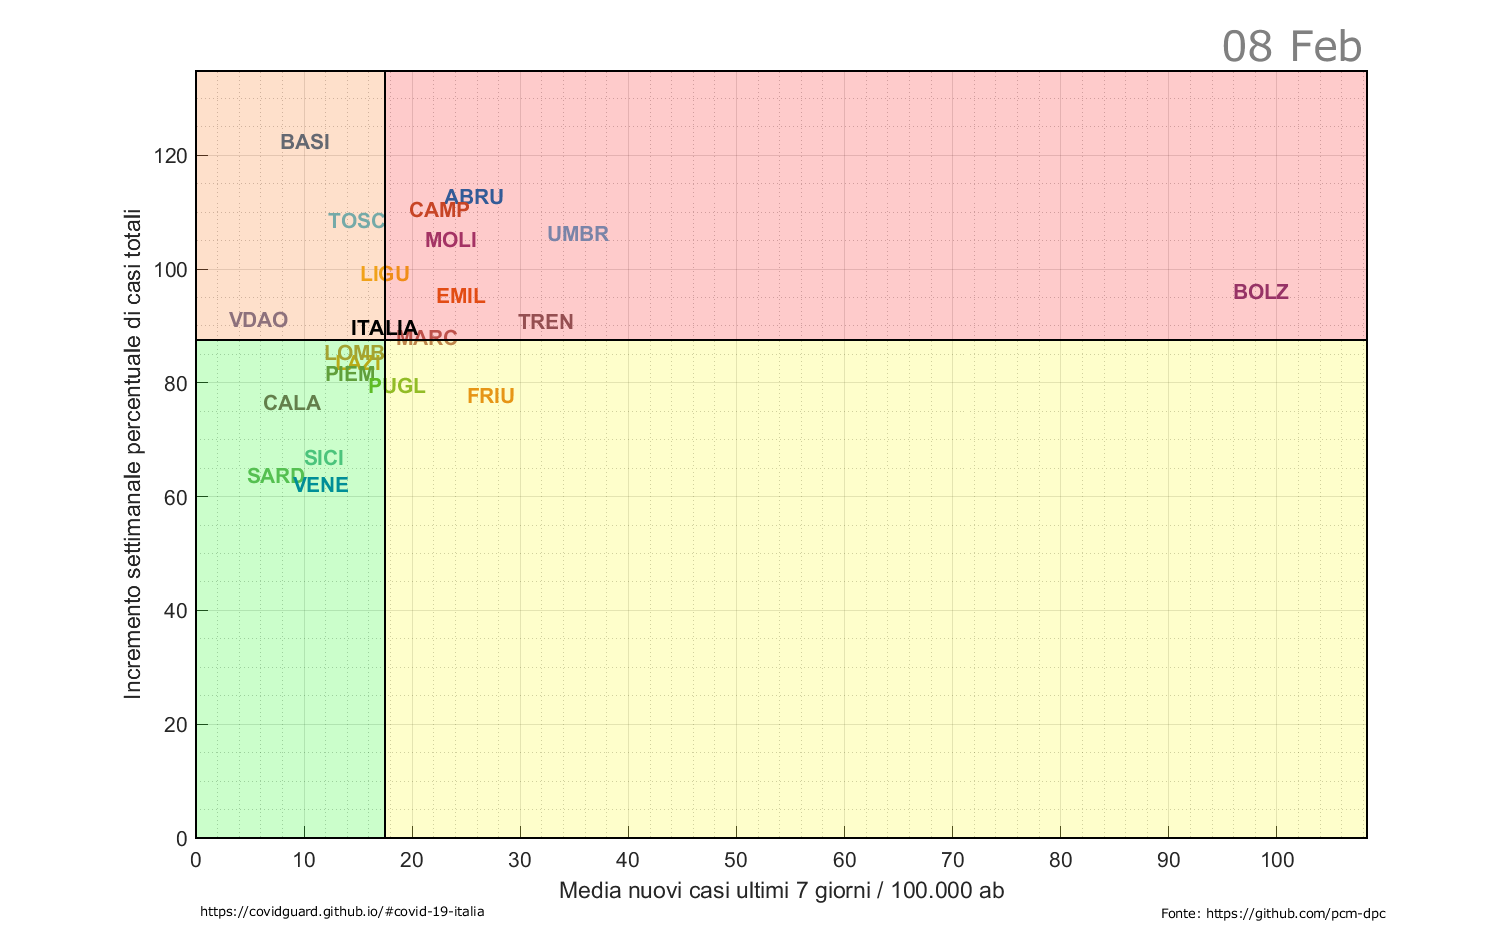 08 Feb
Incremento settimanale percentuale di casi totali
120
100
80
60
40
20
0
BASI
ABRU
CAMP
TOSC
UMBR
MOLI
LIGU
BOLZ
EMIL
VDAO
TREN
ITALIA
MARC
LOMB
LAZI
PIEM
PUGL
FRIU
CALA
SICI
SARD
VENE
0 10 20 30 40 50 60 70 80 90 100
Media nuovi casi ultimi 7 giorni / 100.000 ab
https://covidguard.github.io/#covid-19-italia
Fonte: https://github.com/pcm-dpc